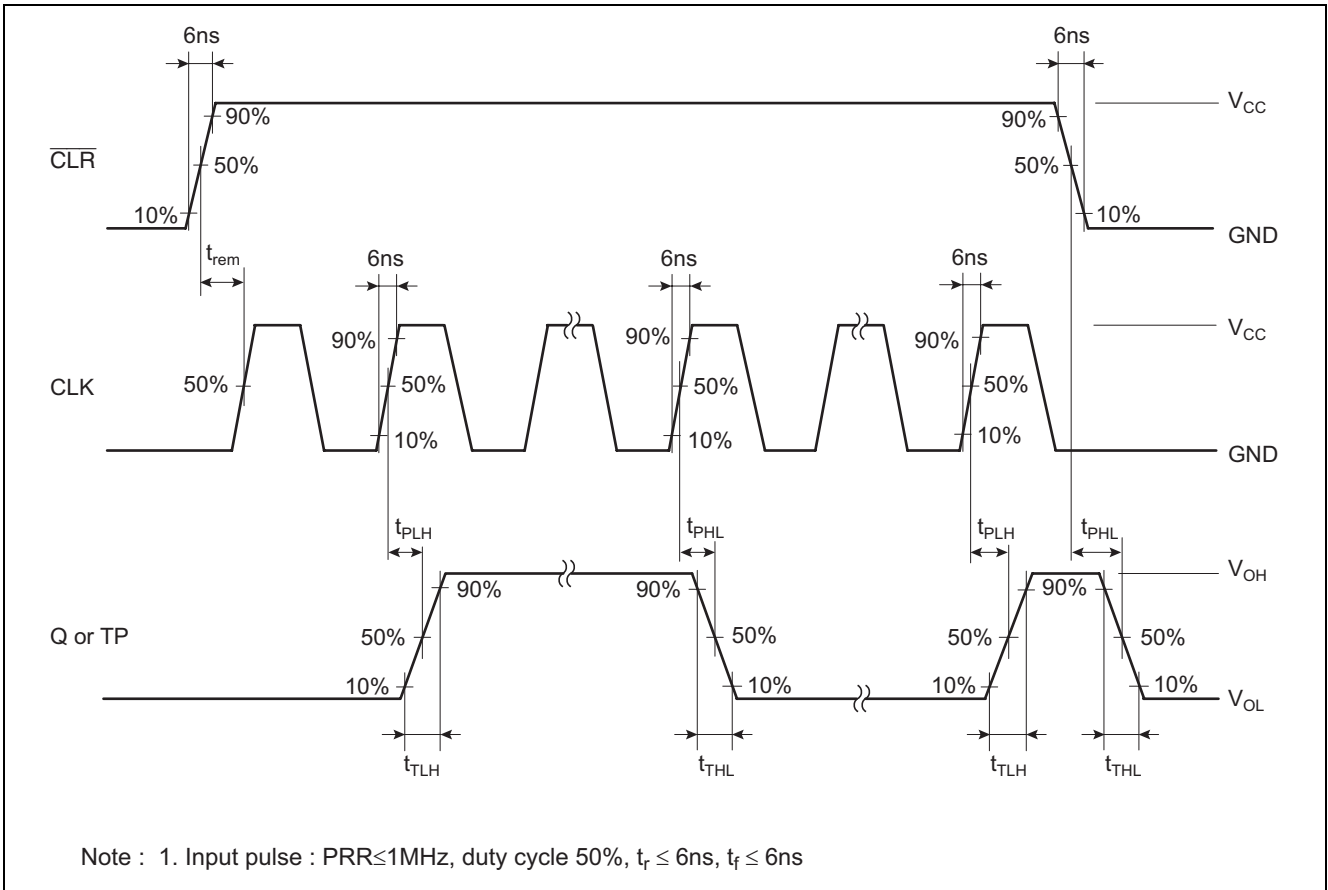 6ns
6ns
90%
90%
V_CC
CLR
50%
50%
10%
10%
GND
t_rem
6ns
6ns
6ns
90%
90%
90%
V_CC
CLK
50%
50%
50%
50%
10%
10%
10%
GND
t_PLH
t_PHL
t_PLH
t_PHL
90%
90%
90%
V_OH
Q or TP
50%
50%
50%
50%
10%
10%
10%
10%
V_OL
t_TLH
t_THL
t_TLH
t_THL
Note : 1. Input pulse : PRR≤1MHz, duty cycle 50%, t_r ≤ 6ns, t_f ≤ 6ns